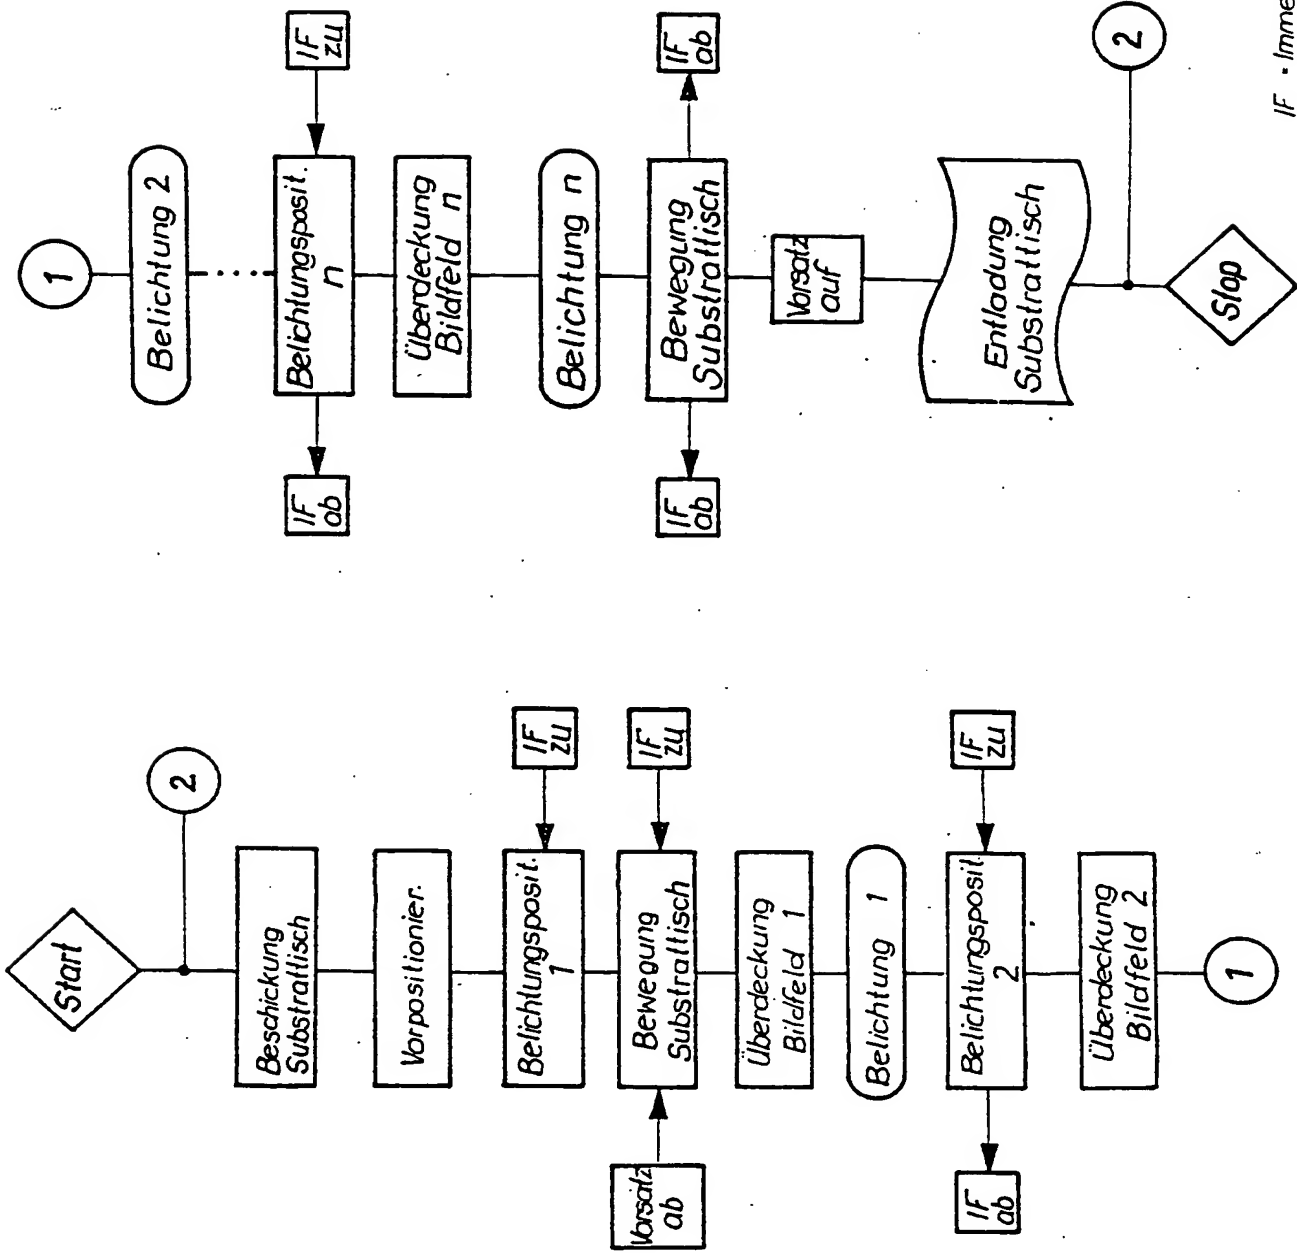 Start
2
Beschickung
Substrattisch
Vorpositionier.
Belichtungsposit.
1
IF
zu
Vorsatz
ab
Bewegung
Substrattisch
IF
zu
Überdeckung
Bildfeld 1
Belichtung 1
IF
ab
Belichtungsposit.
2
IF
zu
Überdeckung
Bildfeld 2
1
1
Belichtung 2
IF
ab
Belichtungsposit.
n
IF
zu
Überdeckung
Bildfeld n
Belichtung n
IF
ab
Bewegung
Substrattisch
IF
ab
Vorsatz
auf
Entladung
Substrattisch
2
Stop
IF - Imme